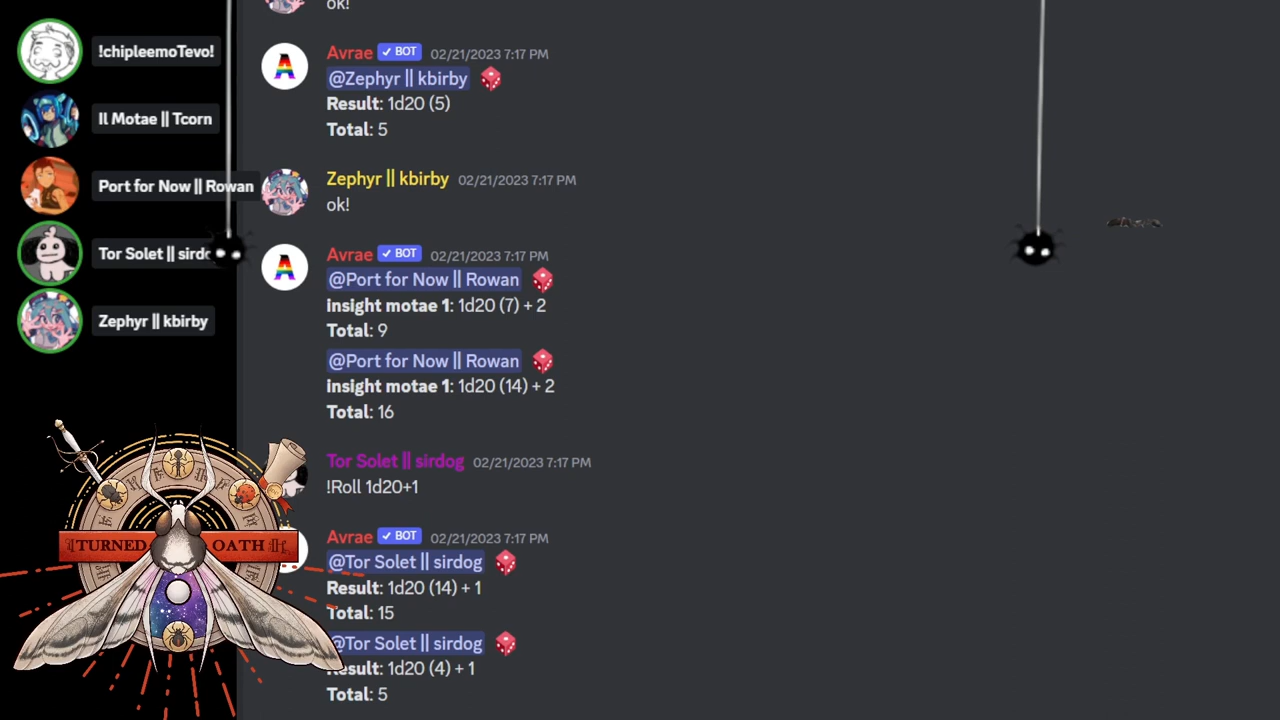 !chipleemoTevo!
Il Motae || Tcorn
Port for Now || Rowan
Tor Solet || sirdo
Zephyr || kbirby
TURNED OATH
ok!
Avrae ✓ BOT 02/21/2023 7:17 PM
@Zephyr || kbirby
Result: 1d20 (5)
Total: 5
Zephyr || kbirby 02/21/2023 7:17 PM
ok!
Avrae ✓ BOT 02/21/2023 7:17 PM
@Port for Now || Rowan
insight motae 1: 1d20 (7) + 2
Total: 9
@Port for Now || Rowan
insight motae 1: 1d20 (14) + 2
Total: 16
Tor Solet || sirdog 02/21/2023 7:17 PM
!Roll 1d20+1
Avrae ✓ BOT 02/21/2023 7:17 PM
@Tor Solet || sirdog
Result: 1d20 (14) + 1
Total: 15
@Tor Solet || sirdog
Result: 1d20 (4) + 1
Total: 5